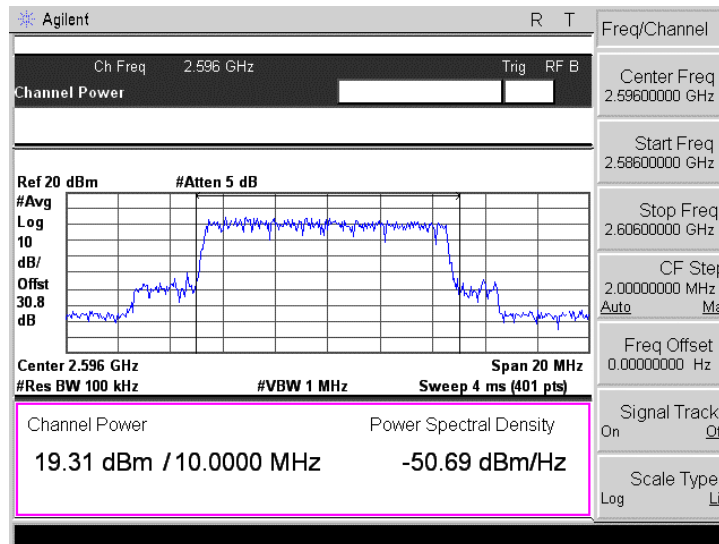 Agilent R T
Ch Freq 2.596 GHz Trig RF B
Channel Power
Ref 20 dBm #Atten 5 dB
#Avg
Log
10
dB/
Offst
30.8
dB
Center 2.596 GHz Span 20 MHz
#Res BW 100 kHz #VBW 1 MHz Sweep 4 ms (401 pts)
Channel Power Power Spectral Density
19.31 dBm / 10.0000 MHz -50.69 dBm/Hz
Freq/Channel
Center Freq
2.59600000 GHz
Start Freq
2.58600000 GHz
Stop Freq
2.60600000 GHz
CF Step
2.00000000 MHz
Auto Ma
Freq Offset
0.00000000 Hz
Signal Track
On Of
Scale Type
Log Li